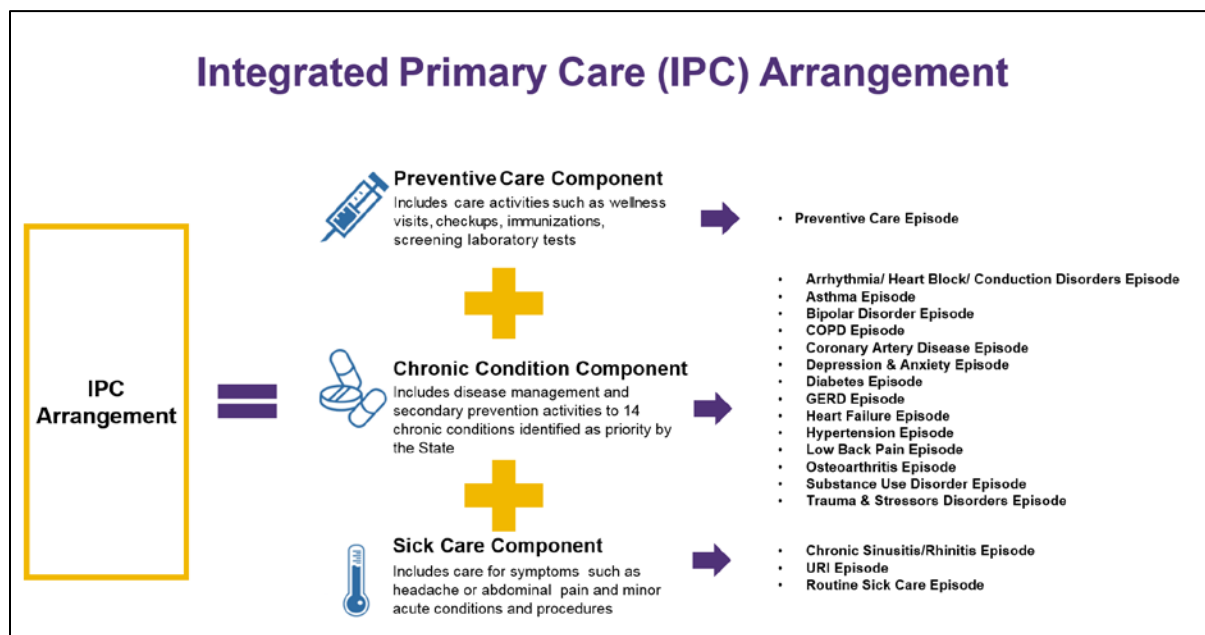 Integrated Primary Care (IPC) Arrangement
IPC
Arrangement
Preventive Care Component
Includes care activities such as wellness
visits, checkups, immunizations,
screening laboratory tests
• Preventive Care Episode
Chronic Condition Component
Includes disease management and
secondary prevention activities to 14
chronic conditions identified as priority by
the State
• Arrhythmia/ Heart Block/ Conduction Disorders Episode
• Asthma Episode
• Bipolar Disorder Episode
• COPD Episode
• Coronary Artery Disease Episode
• Depression & Anxiety Episode
• Diabetes Episode
• GERD Episode
• Heart Failure Episode
• Hypertension Episode
• Low Back Pain Episode
• Osteoarthritis Episode
• Substance Use Disorder Episode
• Trauma & Stressors Disorders Episode
Sick Care Component
Includes care for symptoms such as
headache or abdominal pain and minor
acute conditions and procedures
• Chronic Sinusitis/Rhinitis Episode
• URI Episode
• Routine Sick Care Episode